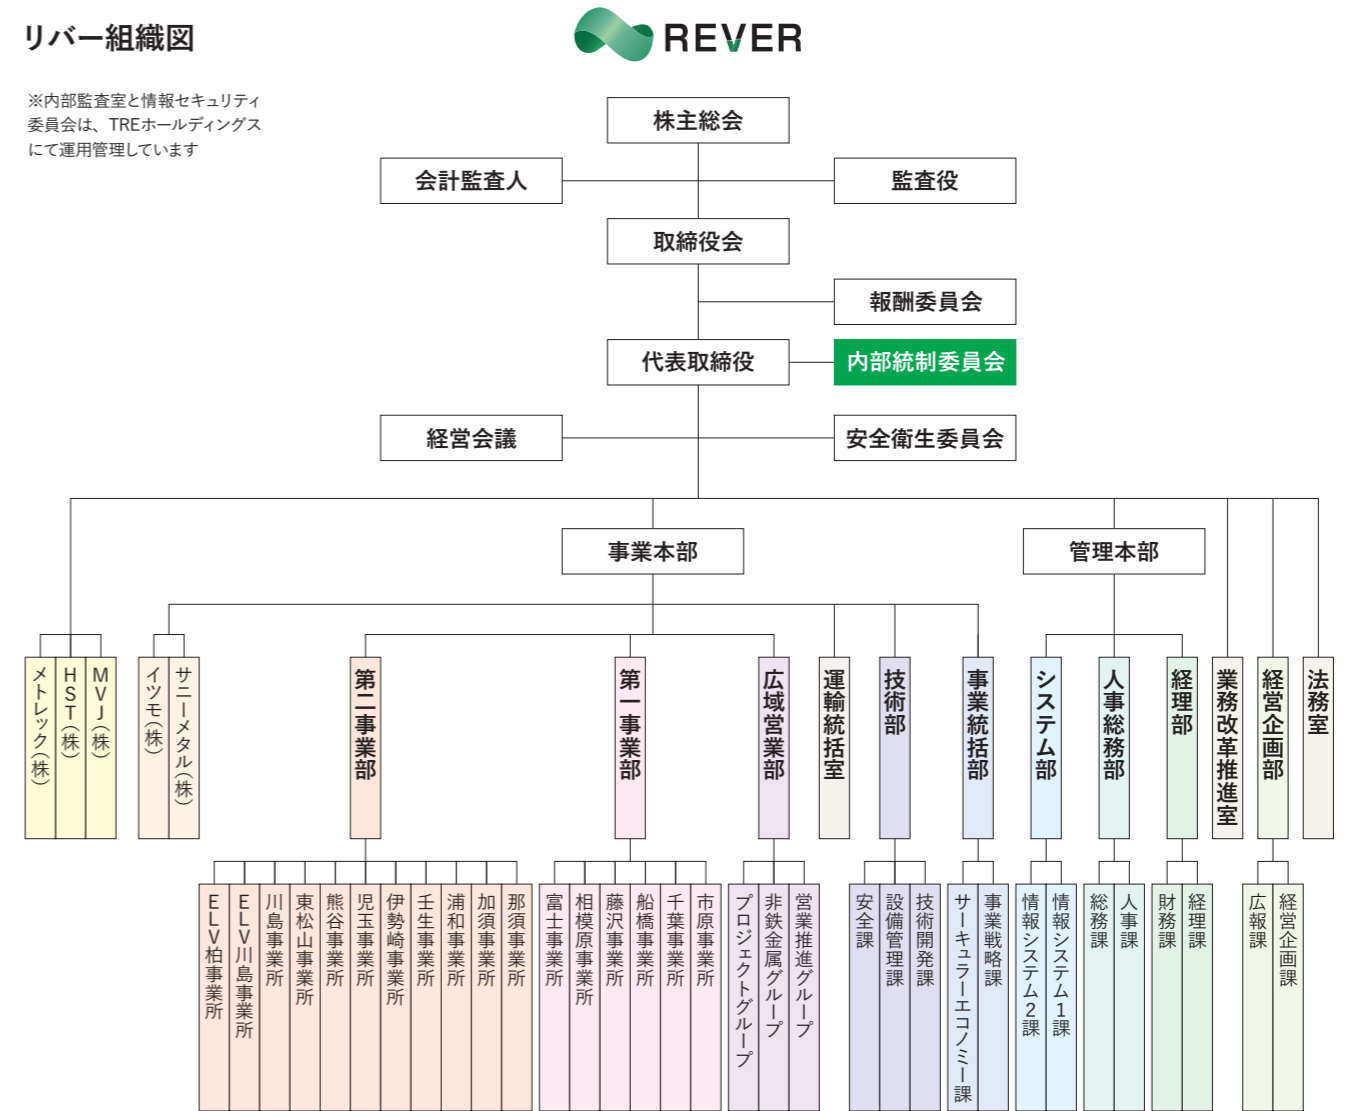 リバー組織図
REVER
※内部監査室と情報セキュリティ
委員会は、TREホールディングス
にて運用管理しています
株主総会
会計監査人
監査役
取締役会
報酬委員会
代表取締役
内部統制委員会
経営会議
安全衛生委員会
事業本部
管理本部
メトレック(株)
HST(株)
MVJ(株)
イツモ(株)
サニーメタル(株)
第二事業部
第一事業部
広域営業部
運輸統括室
技術部
事業統括部
システム部
人事総務部
経理部
業務改革推進室
経営企画部
法務室
ELV柏事業所
ELV川島事業所
川島事業所
東松山事業所
熊谷事業所
児玉事業所
伊勢崎事業所
壬生事業所
浦和事業所
加須事業所
那須事業所
富士事業所
相模原事業所
藤沢事業所
船橋事業所
千葉事業所
市原事業所
プロジェクトグループ
非鉄金属グループ
営業推進グループ
安全課
設備管理課
技術開発課
サーキュラーエコノミー課
事業戦略課
情報システム2課
情報システム1課
総務課
人事課
財務課
経理課
広報課
経営企画課